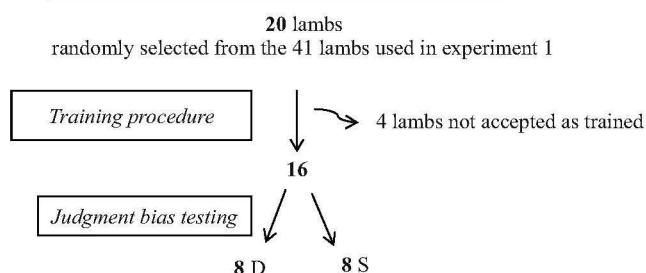 20 lambs
randomly selected from the 41 lambs used in experiment 1
Training procedure
4 lambs not accepted as trained
16
Judgment bias testing
8 D 8 S